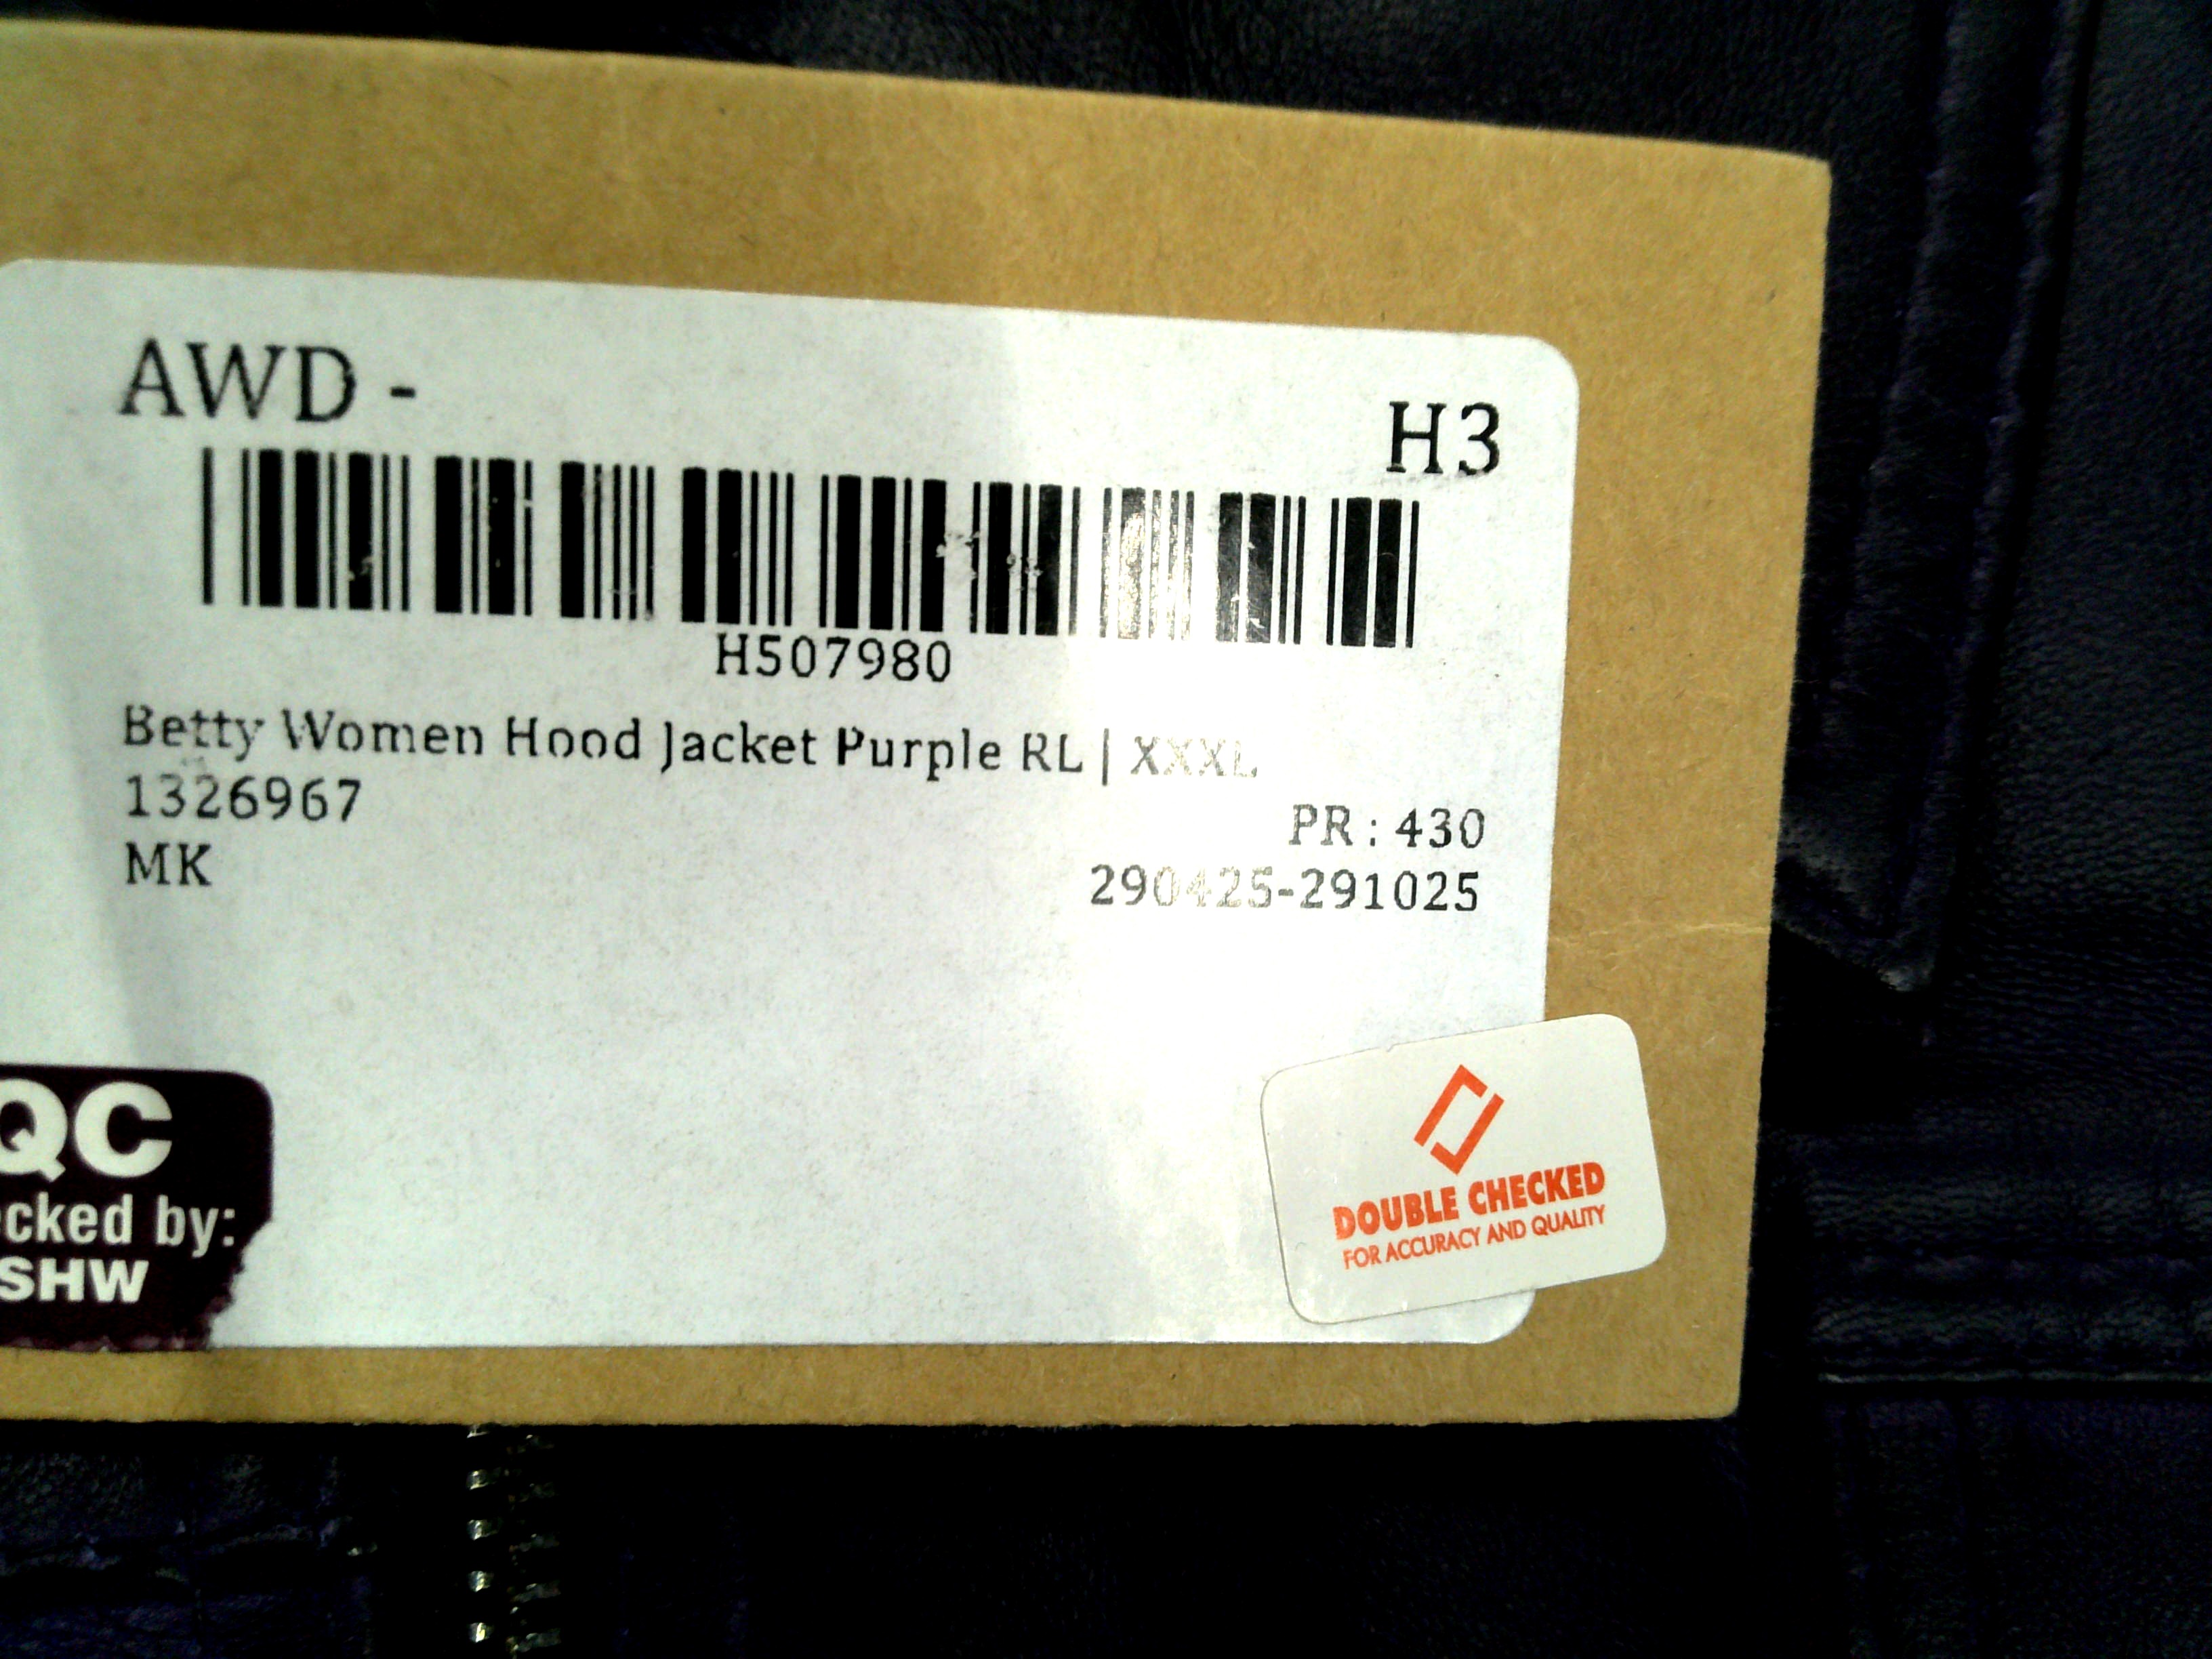 AWD -
H3
H507980
Betty Women Hood Jacket Purple RL | XXXL
1326967
PR : 430
MK
290425-291025
QC
cked by:
SHW
DOUBLE CHECKED
FOR ACCURACY AND QUALITY